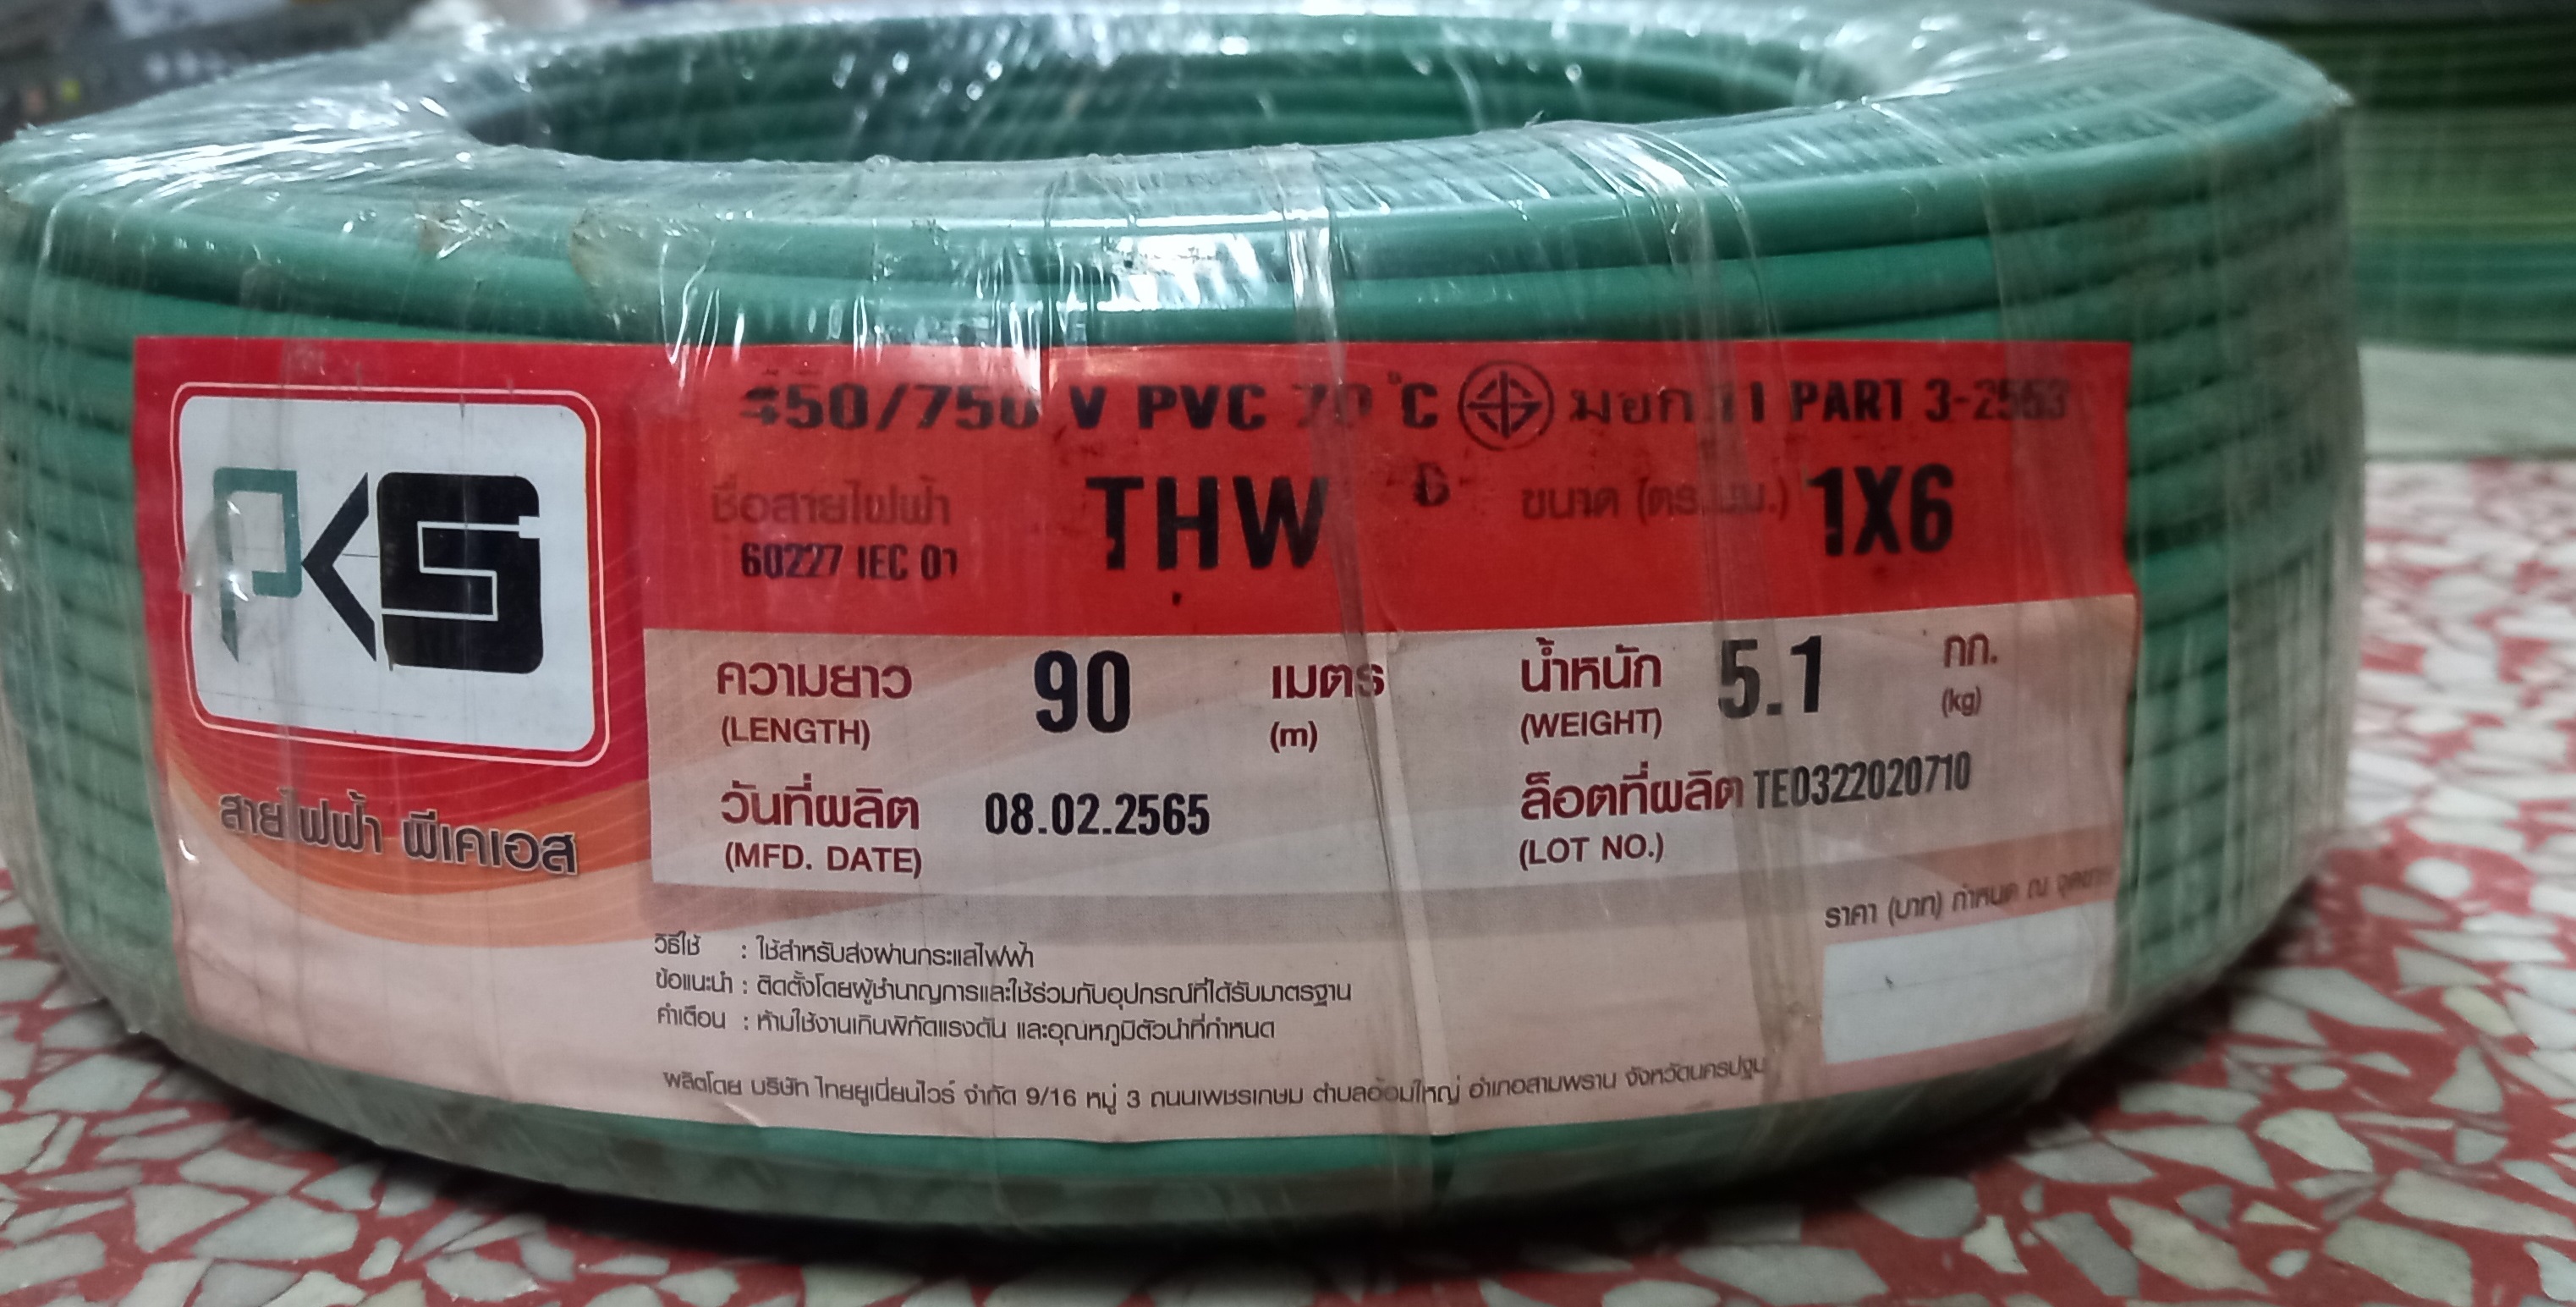 PKS
สายไฟฟ้า พีเคเอส
450/750 V PVC 70 °C มอก 11 PART 3-2553
ชื่อสายไฟฟ้า THW ขนาด (ตร.มม.) 1X6
60227 IEC 01
ความยาว 90 เมตร น้ำหนัก 5.1 กก.
(LENGTH) (m) (WEIGHT) (kg)
วันที่ผลิต 08.02.2565 ล็อตที่ผลิต TE0322020710
(MFD. DATE) (LOT NO.)
ราคา (บาท) กำหนด ณ
วิธีใช้ : ใช้สำหรับส่งผ่านกระแสไฟฟ้า
ข้อแนะนำ : ติดตั้งโดยผู้ชำนาญการและใช้ร่วมกับอุปกรณ์ที่ได้รับมาตรฐาน
คำเตือน : ห้ามใช้งานเกินพิกัดแรงดัน และอุณหภูมิตัวนำที่กำหนด
ผลิตโดย บริษัท ไทยยูเนี่ยนไวร์ จำกัด 9/16 หมู่ 3 ถนนเพชรเกษม ตำบลอ้อมใหญ่ อำเภอสามพราน จังหวัดนครปฐม